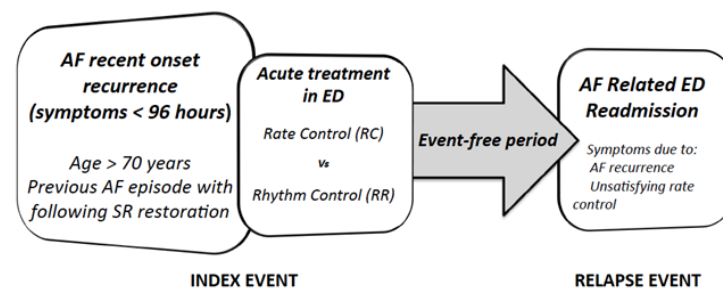 AF recent onset
recurrence
(symptoms < 96 hours)
Age > 70 years
Previous AF episode with
following SR restoration
Acute treatment
in ED
Rate Control (RC)
Vs
Rhythm Control (RR)
Event-free period
AF Related ED
Readmission
Symptoms due to:
AF recurrence
Unsatisfying rate
control
INDEX EVENT
RELAPSE EVENT